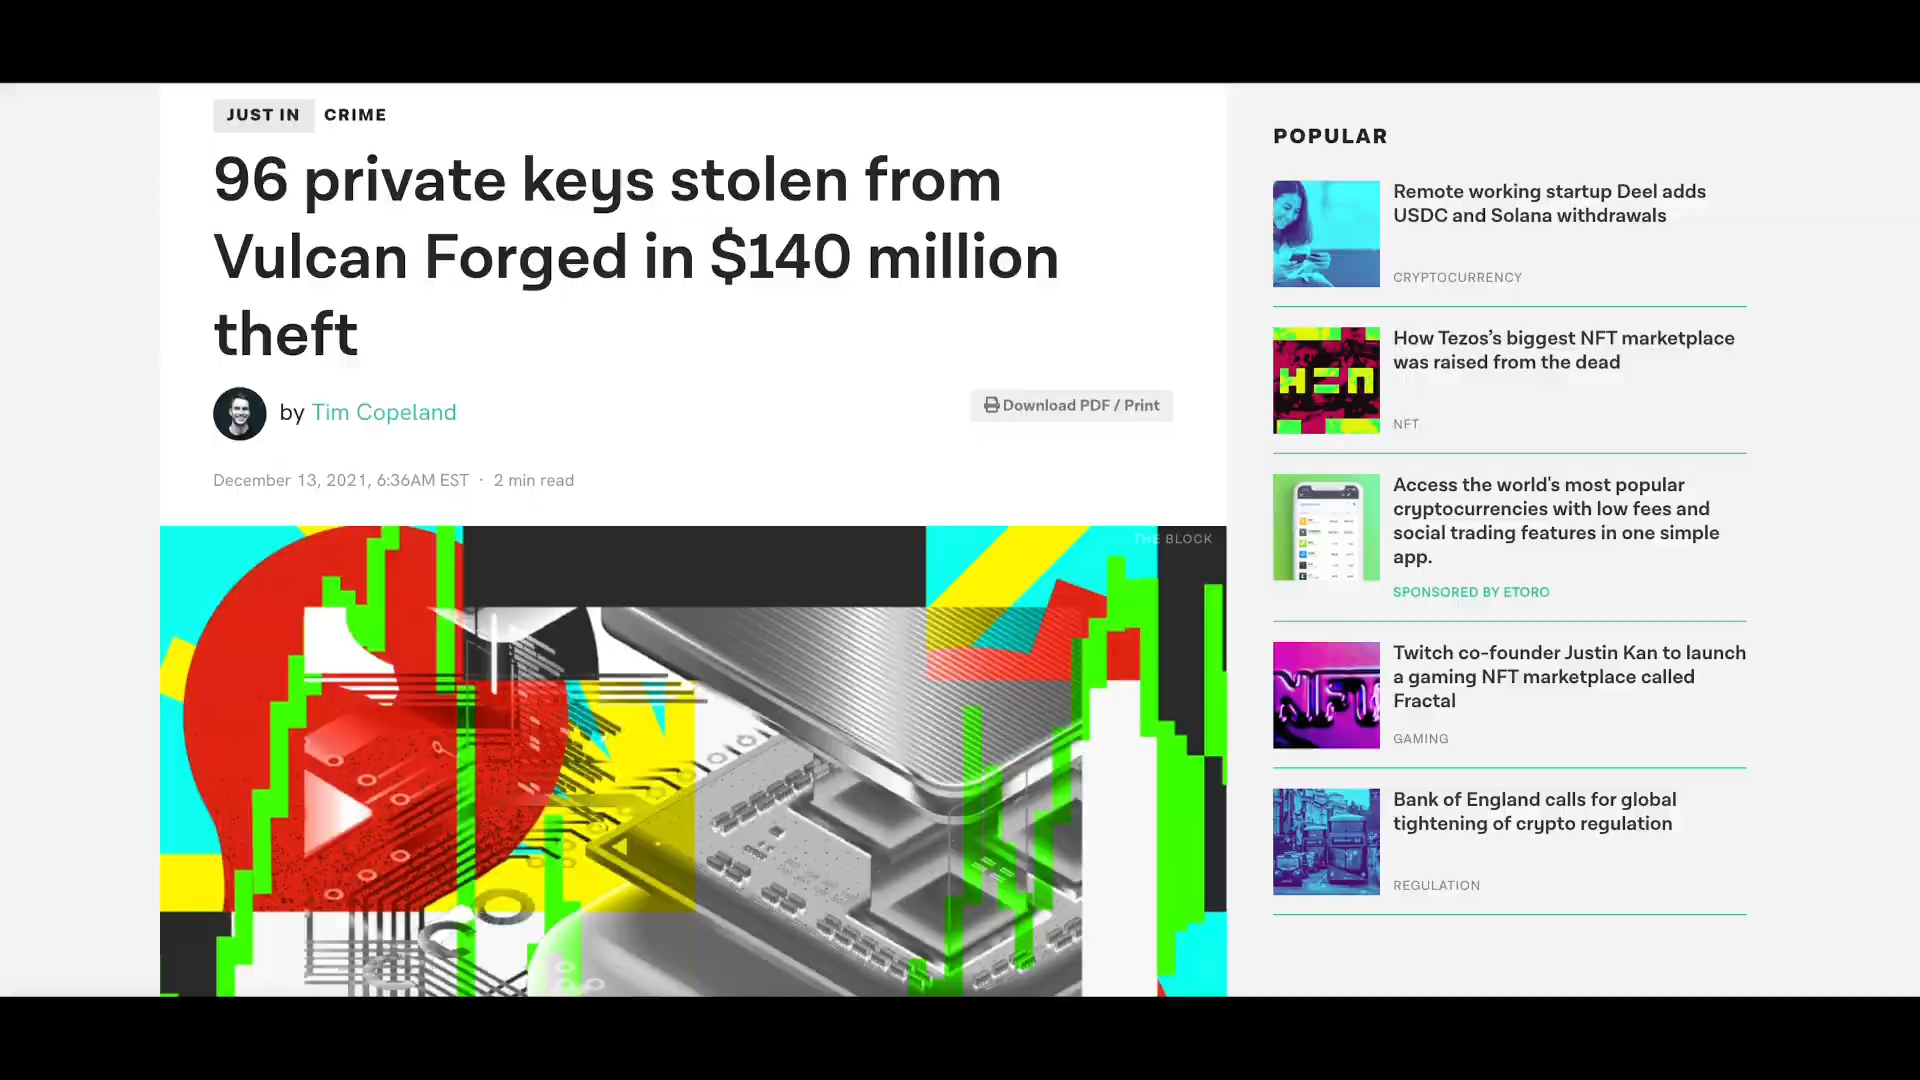 JUST IN CRIME
96 private keys stolen from
Vulcan Forged in $140 million
theft
by Tim Copeland
Download PDF / Print
December 13, 2021, 6:36AM EST · 2 min read
THE BLOCK
POPULAR
Remote working startup Deel adds
USDC and Solana withdrawals
CRYPTOCURRENCY
How Tezos’s biggest NFT marketplace
was raised from the dead
NFT
Access the world's most popular
cryptocurrencies with low fees and
social trading features in one simple
app.
SPONSORED BY ETORO
Twitch co-founder Justin Kan to launch
a gaming NFT marketplace called
Fractal
GAMING
Bank of England calls for global
tightening of crypto regulation
REGULATION
HEN
NFT